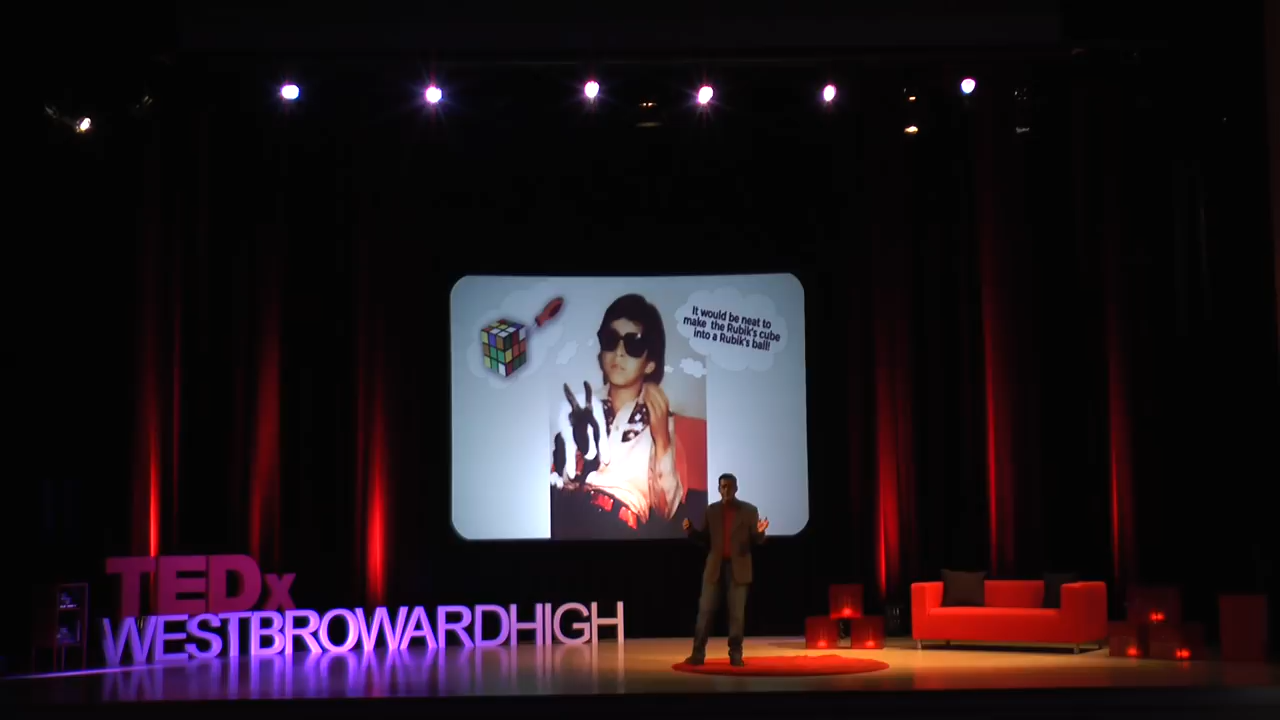 It would be neat to
make the Rubik's cube
into a Rubik's ball!
TEDx
WESTBROWARDHIGH